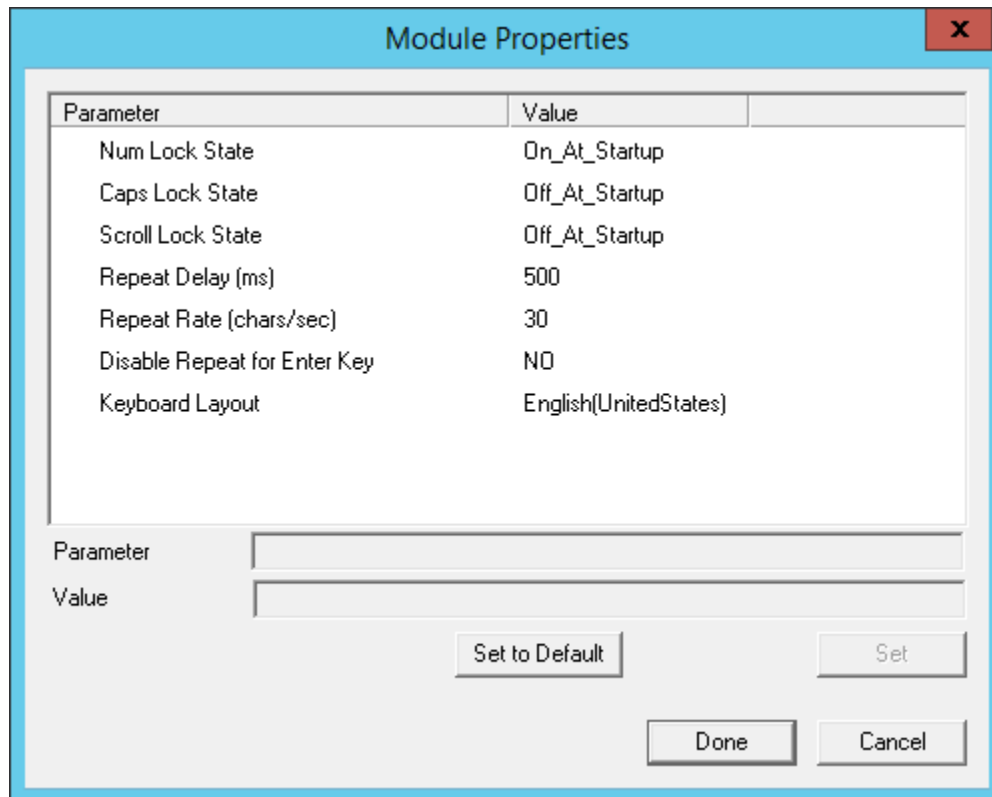 Module Properties
x
Parameter Value
Num Lock State On_At_Startup
Caps Lock State Off_At_Startup
Scroll Lock State Off_At_Startup
Repeat Delay (ms) 500
Repeat Rate (chars/sec) 30
Disable Repeat for Enter Key NO
Keyboard Layout English(UnitedStates)
Parameter
Value
Set to Default Set
Done Cancel